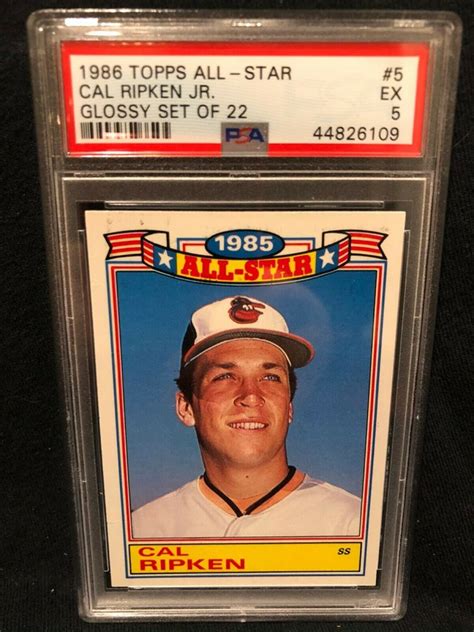 1986 TOPPS ALL-STAR #5
CAL RIPKEN JR. EX
GLOSSY SET OF 22 5
PSA 44826109
1985
ALL-STAR
CAL SS
RIPKEN